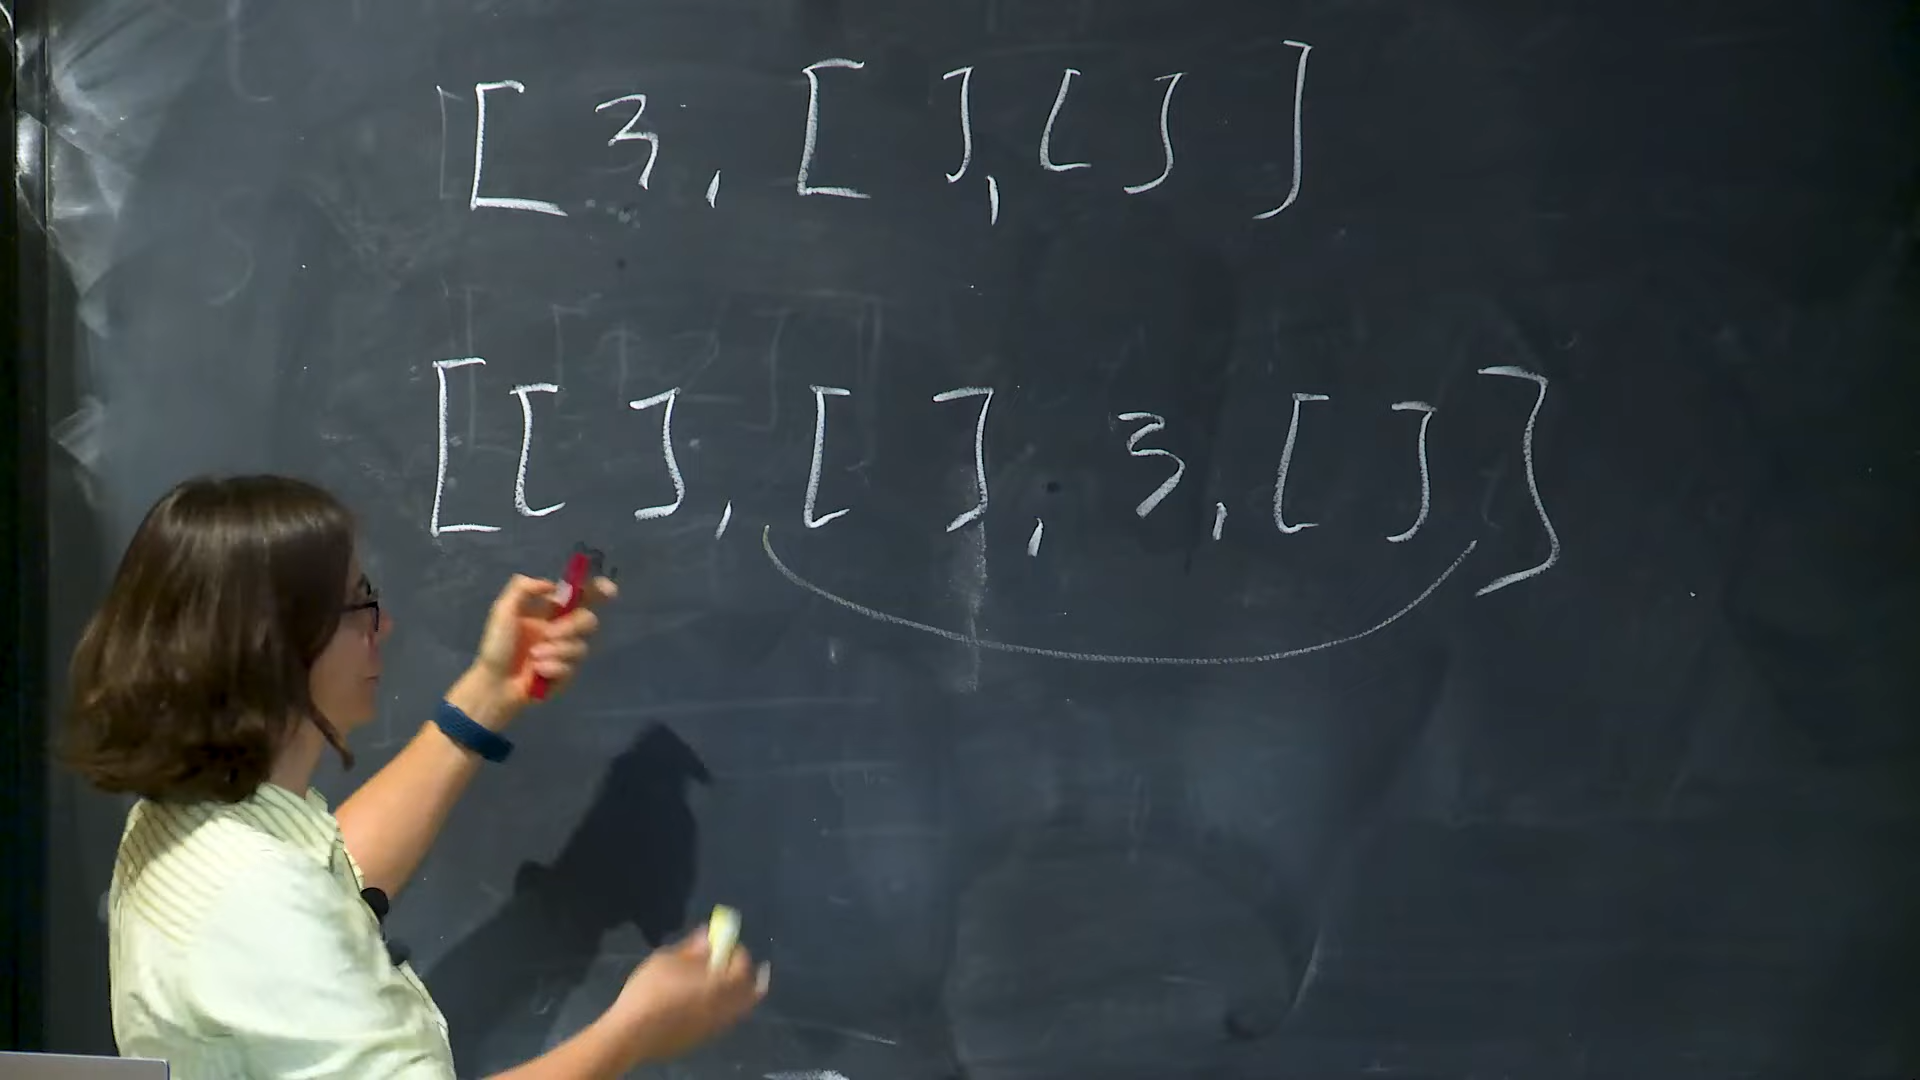 [ 3, [ ], [ ] ]
[ [ ], [ ], 3, [ ] ]